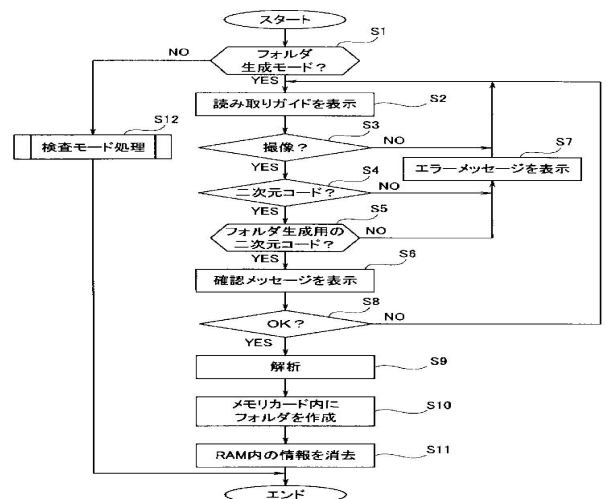 スタート
S1
フォルダ
生成モード？
NO
YES
S2
読み取りガイドを表示
S12
検査モード処理
S3
撮像？
NO
YES
S7
エラーメッセージを表示
S4
二次元コード？
NO
YES
S5
フォルダ生成用の
二次元コード？
NO
YES
S6
確認メッセージを表示
S8
OK？
NO
YES
S9
解析
S10
メモリカード内に
フォルダを作成
S11
RAM内の情報を消去
エンド